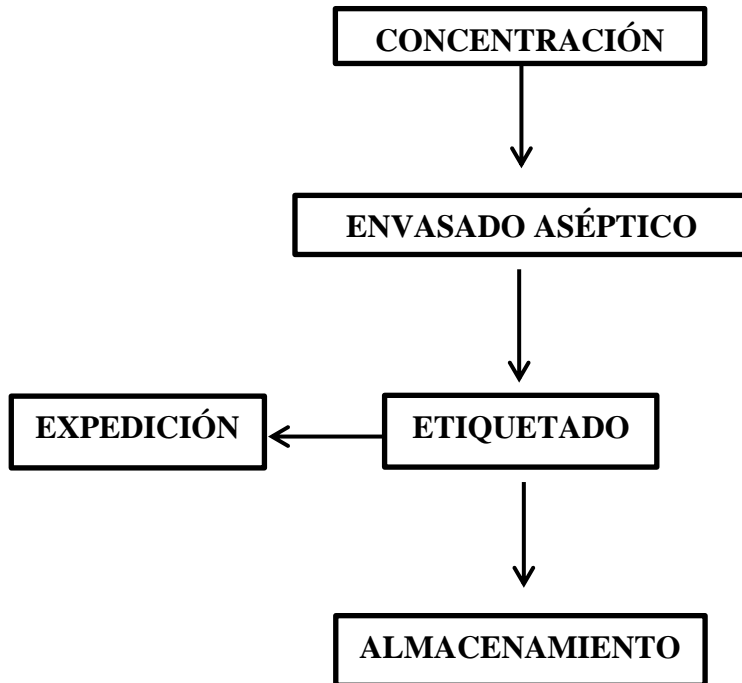 CONCENTRACIÓN
ENVASADO ASÉPTICO
EXPEDICIÓN
ETIQUETADO
ALMACENAMIENTO